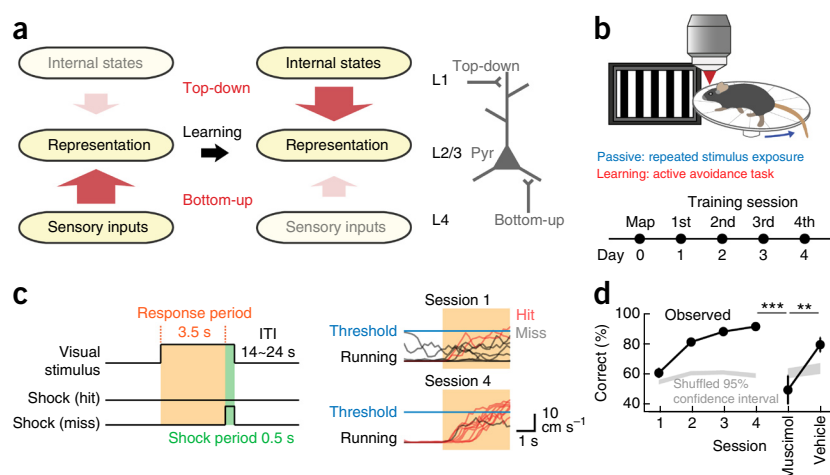 a
Internal states
Internal states
Top-down
Representation
Learning
Representation
Bottom-up
Sensory inputs
Sensory inputs
L1
Top-down
L2/3
Pyr
L4
Bottom-up
b
Passive: repeated stimulus exposure
Learning: active avoidance task
Training session
Map 1st 2nd 3rd 4th
Day 0 1 2 3 4
c
Response period
3.5 s
ITI
14~24 s
Visual
stimulus
Shock (hit)
Shock (miss)
Shock period 0.5 s
Session 1
Hit
Threshold
Miss
Running
Session 4
Threshold
Running
10
cm s⁻¹
1 s
d
Observed
*** **
Correct (%)
100
80
60
40
Shuffled 95%
confidence interval
1 2 3 4
Session
Muscimol
Vehicle